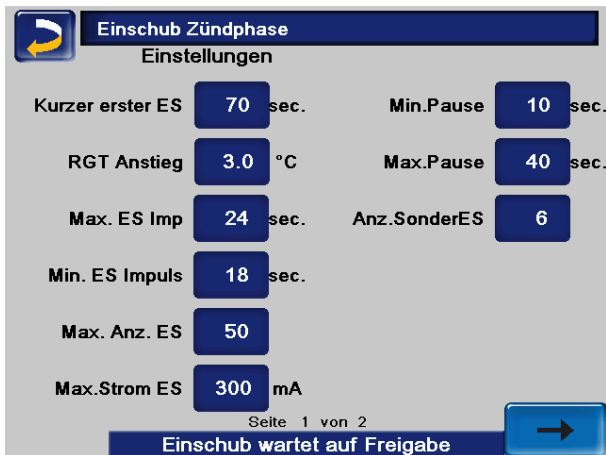 Einschub Zündphase
Einstellungen
Kurzer erster ES 70 sec. Min.Pause 10 sec.
RGT Anstieg 3.0 °C Max.Pause 40 sec.
Max. ES Imp 24 sec. Anz.SonderES 6
Min. ES Impuls 18 sec.
Max. Anz. ES 50
Max.Strom ES 300 mA
Seite 1 von 2
Einschub wartet auf Freigabe